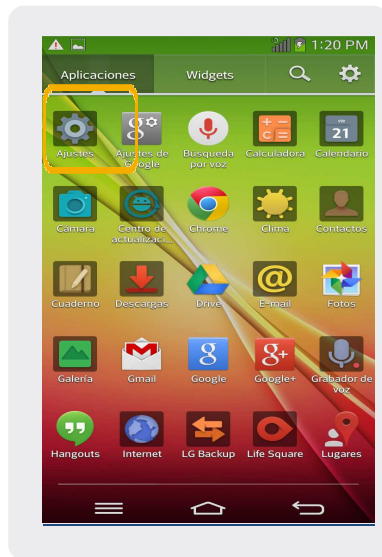 1:20 PM
Aplicaciones Widgets
Ajustes
Ajustes de
Google
Búsqueda
por voz
Calculadora
VIE
21
Calendario
Cámara
Centro de
actualizaci...
Chrome
Clima
Contactos
Cuaderno
Descargas
Drive
E-mail
Fotos
Galería
Gmail
Google
Google+
Grabador de
voz
Hangouts
Internet
LG Backup
Life Square
Lugares